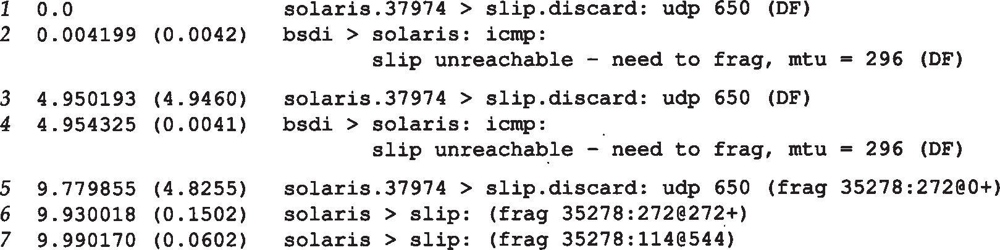 1 0.0 solaris.37974 > slip.discard: udp 650 (DF)
2 0.004199 (0.0042) bsdi > solaris: icmp:
slip unreachable - need to frag, mtu = 296 (DF)
3 4.950193 (4.9460) solaris.37974 > slip.discard: udp 650 (DF)
4 4.954325 (0.0041) bsdi > solaris: icmp:
slip unreachable - need to frag, mtu = 296 (DF)
5 9.779855 (4.8255) solaris.37974 > slip.discard: udp 650 (frag 35278:272@0+)
6 9.930018 (0.1502) solaris > slip: (frag 35278:272@272+)
7 9.990170 (0.0602) solaris > slip: (frag 35278:114@544)